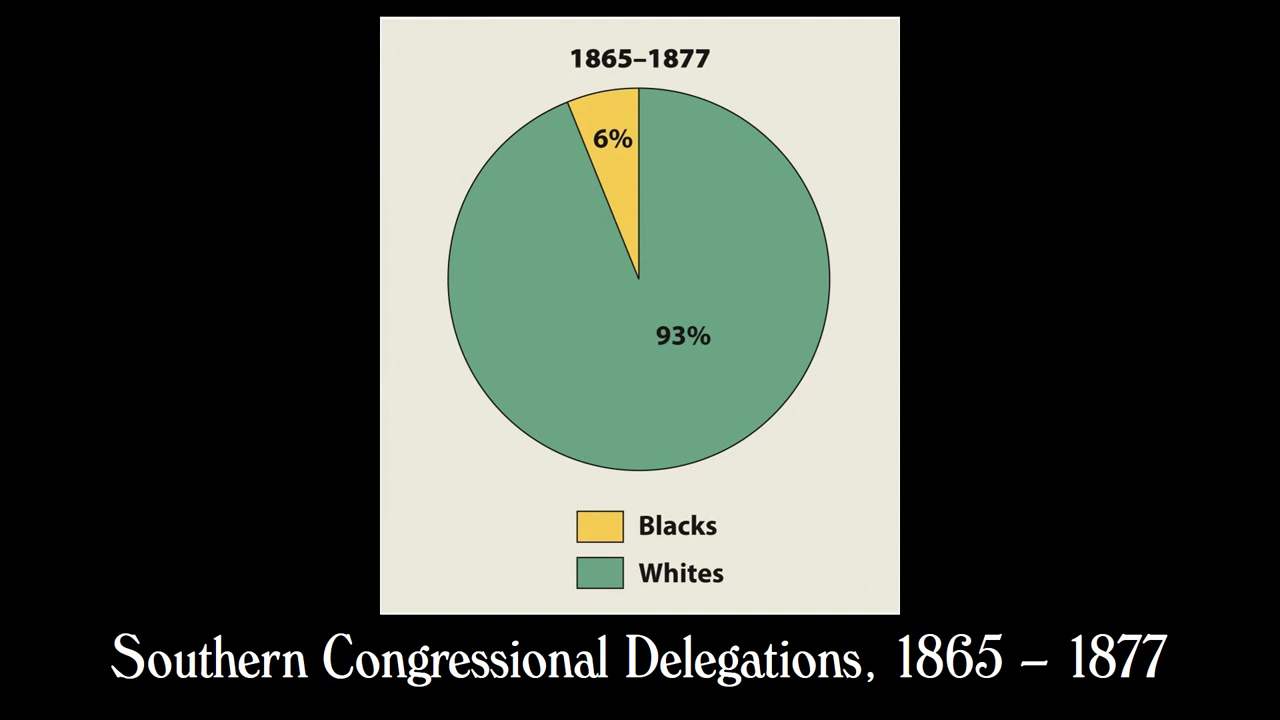 1865–1877
6%
93%
Blacks
Whites
Southern Congressional Delegations, 1865 – 1877